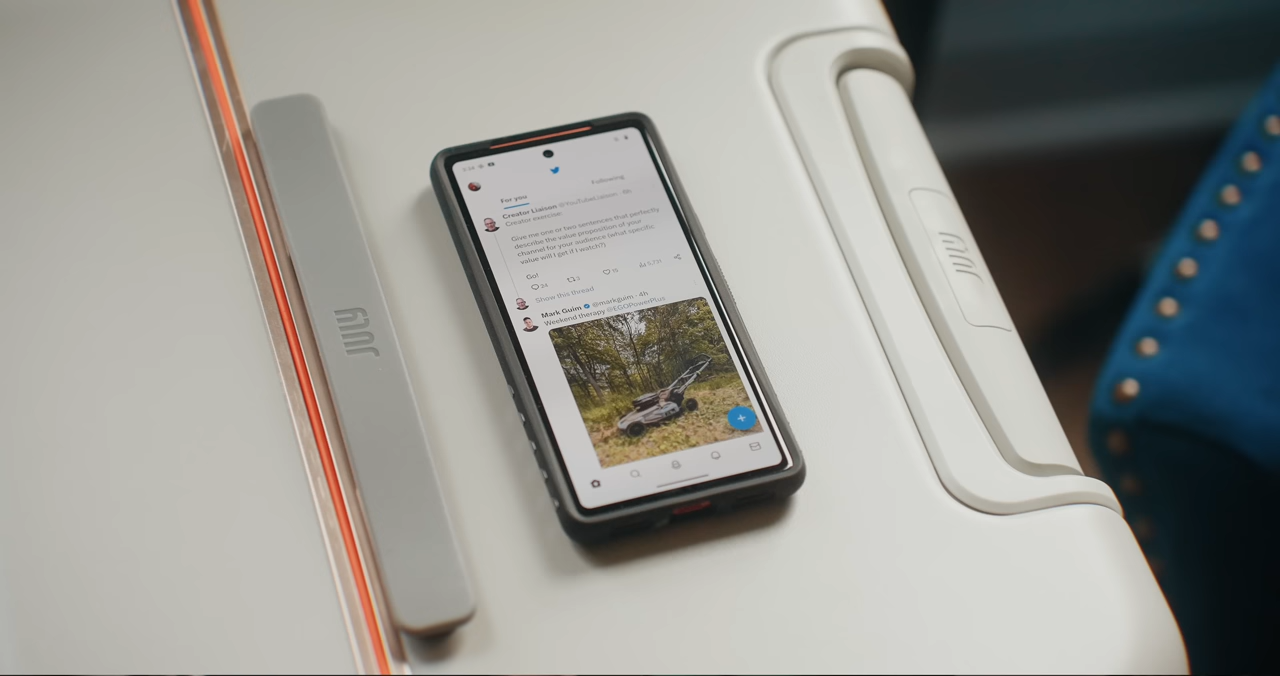 JULY
For you
Following
Creator Liaison @YouTubeLiaison · 4h
Creator exercise:
Give me one or two sentences that perfectly
describe the value proposition of your
channel for your audience (what specific
value will I get if I watch?)
Go!
Show this thread
Mark Guim @markguim · 4h
Weekend therapy @EGOPowerPlus
JULY